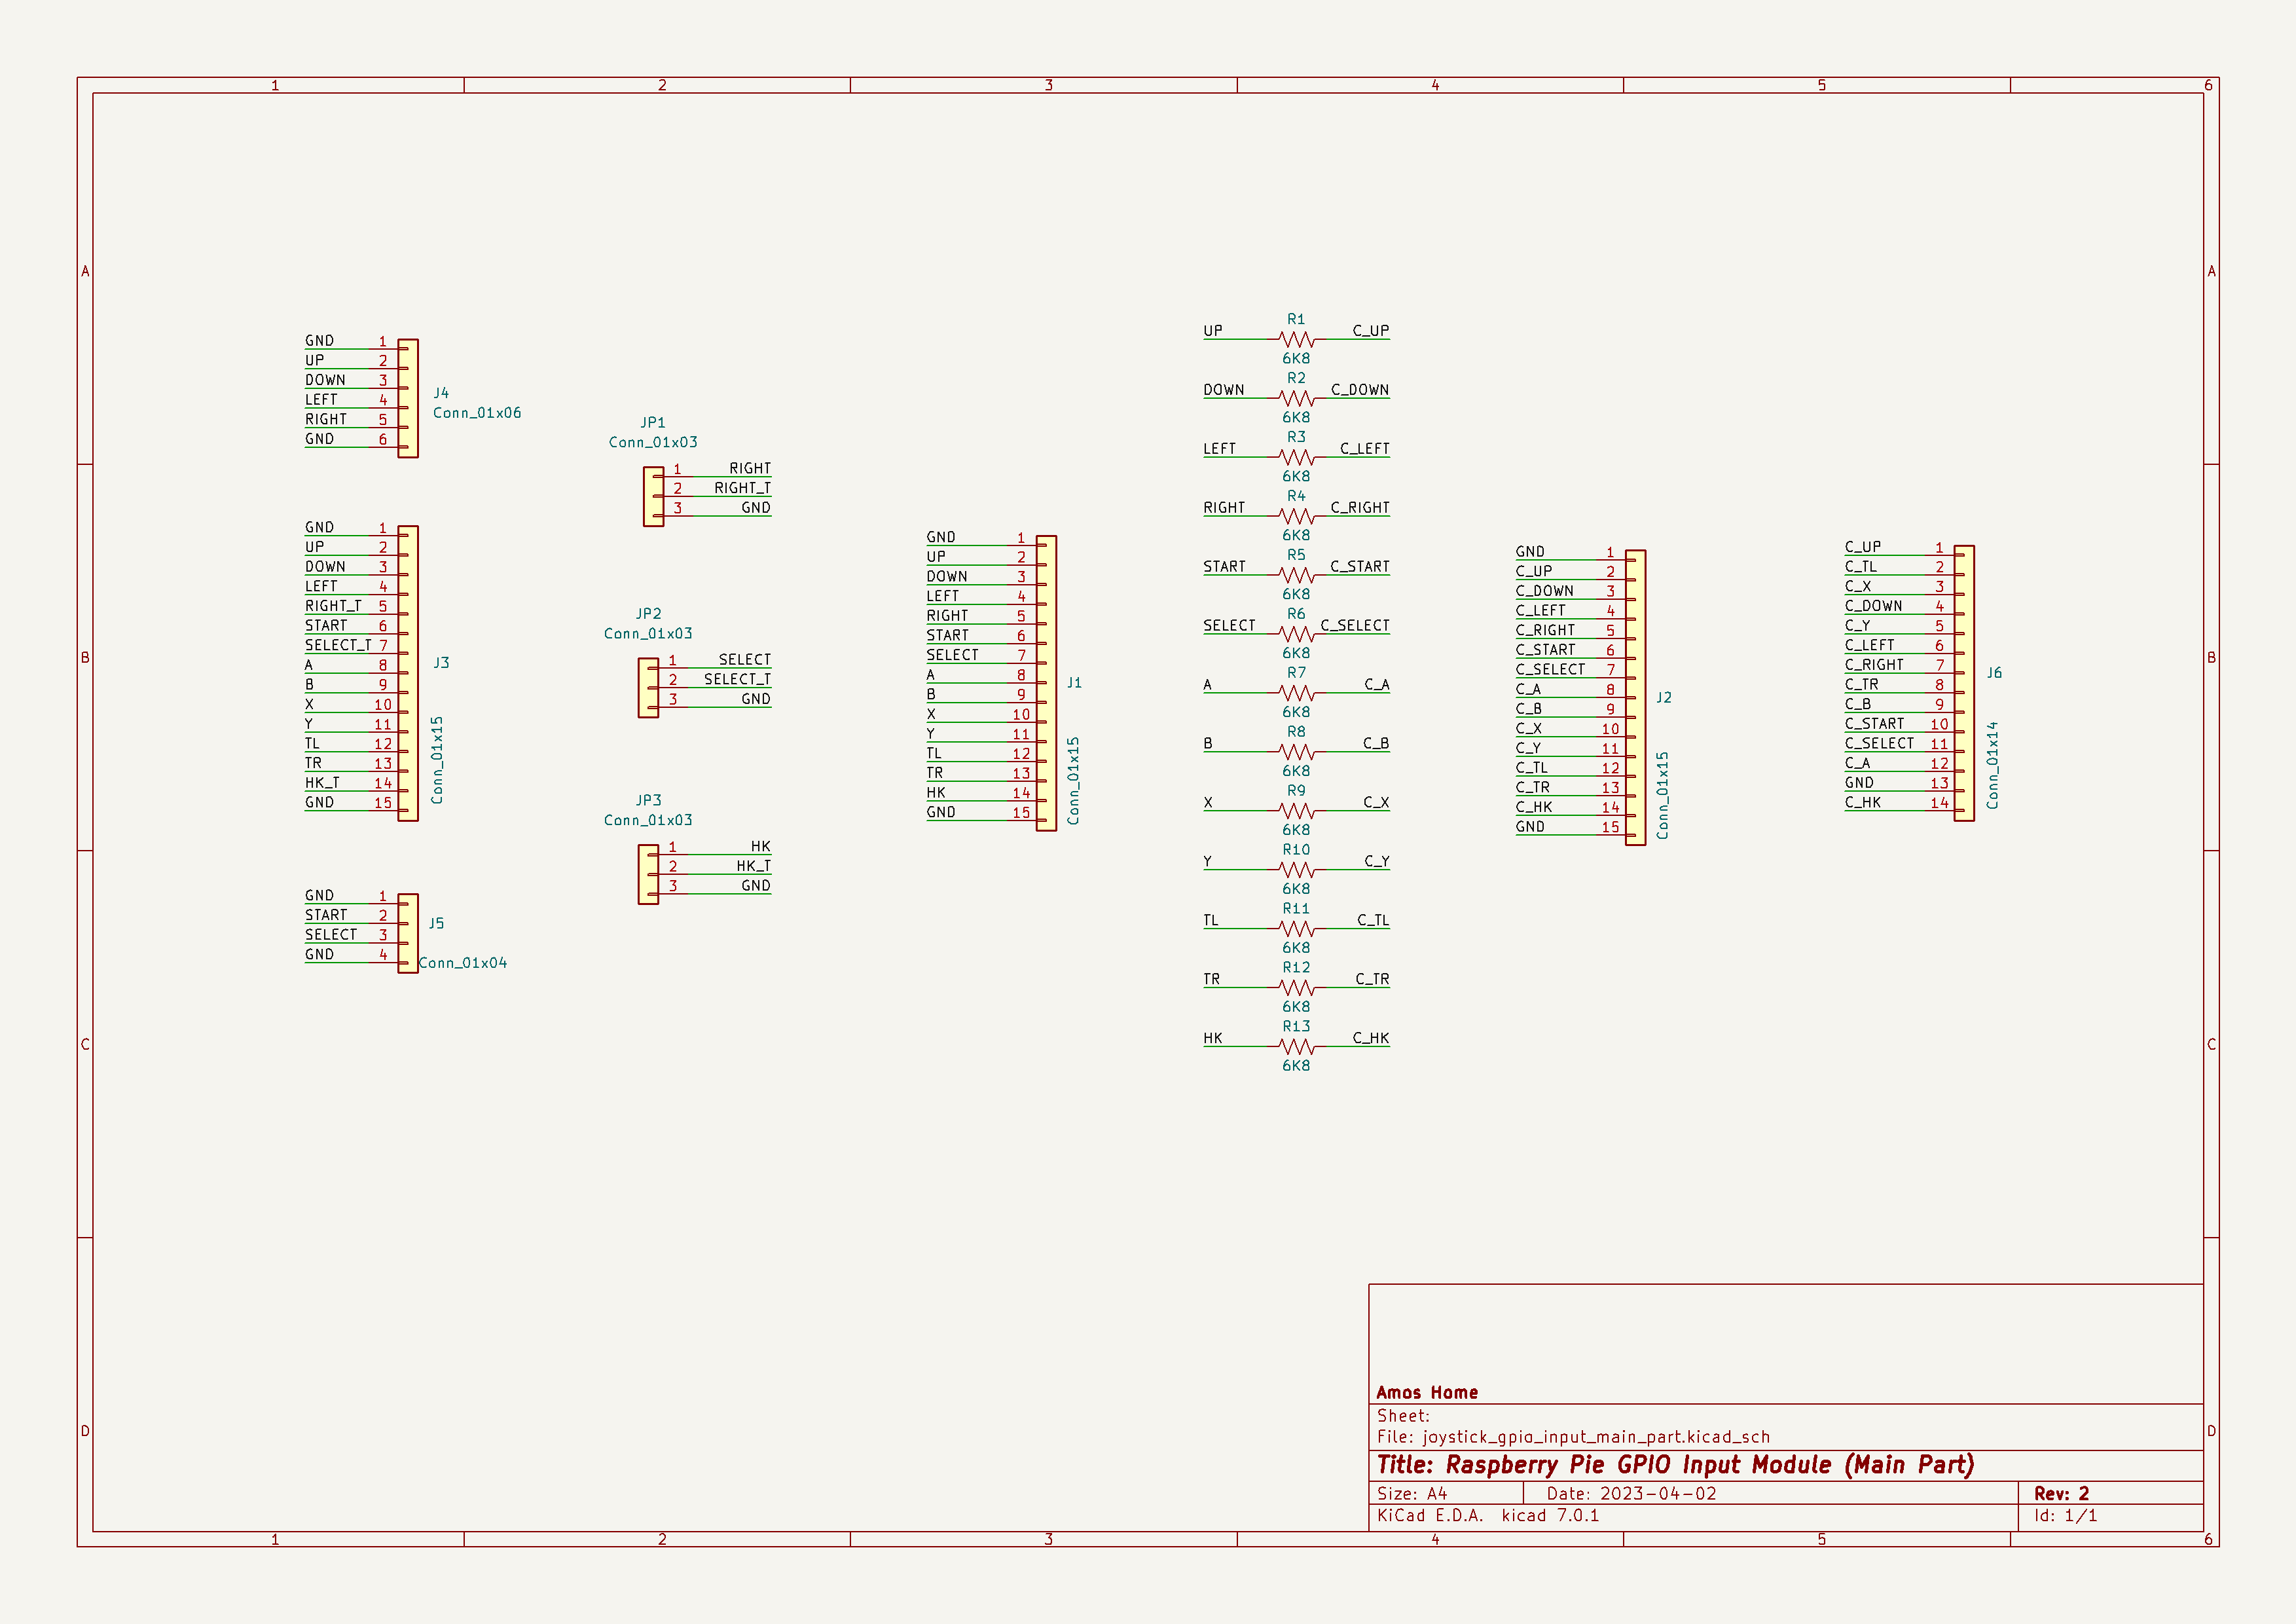 1 2 3 4 5 6
A A
B B
C C
D D
GND 1
UP 2
DOWN 3
LEFT 4
RIGHT 5
GND 6
J4
Conn_01x06
GND 1
UP 2
DOWN 3
LEFT 4
RIGHT_T 5
START 6
SELECT_T 7
A 8
B 9
X 10
Y 11
TL 12
TR 13
HK_T 14
GND 15
J3
Conn_01x15
GND 1
START 2
SELECT 3
GND 4
J5
Conn_01x04
JP1
Conn_01x03
1 RIGHT
2 RIGHT_T
3 GND
JP2
Conn_01x03
1 SELECT
2 SELECT_T
3 GND
JP3
Conn_01x03
1 HK
2 HK_T
3 GND
GND 1
UP 2
DOWN 3
LEFT 4
RIGHT 5
START 6
SELECT 7
A 8
B 9
X 10
Y 11
TL 12
TR 13
HK 14
GND 15
J1
Conn_01x15
R1
UP C_UP
6K8
R2
DOWN C_DOWN
6K8
R3
LEFT C_LEFT
6K8
R4
RIGHT C_RIGHT
6K8
R5
START C_START
6K8
R6
SELECT C_SELECT
6K8
R7
A C_A
6K8
R8
B C_B
6K8
R9
X C_X
6K8
R10
Y C_Y
6K8
R11
TL C_TL
6K8
R12
TR C_TR
6K8
R13
HK C_HK
6K8
GND 1
C_UP 2
C_DOWN 3
C_LEFT 4
C_RIGHT 5
C_START 6
C_SELECT 7
C_A 8
C_B 9
C_X 10
C_Y 11
C_TL 12
C_TR 13
C_HK 14
GND 15
J2
Conn_01x15
C_UP 1
C_TL 2
C_X 3
C_DOWN 4
C_Y 5
C_LEFT 6
C_RIGHT 7
C_TR 8
C_B 9
C_START 10
C_SELECT 11
C_A 12
GND 13
C_HK 14
J6
Conn_01x14
Amos Home
Sheet:
File: joystick_gpio_input_main_part.kicad_sch
Title: Raspberry Pie GPIO Input Module (Main Part)
Size: A4 Date: 2023-04-02 Rev: 2
KiCad E.D.A. kicad 7.0.1 Id: 1/1
1 2 3 4 5 6